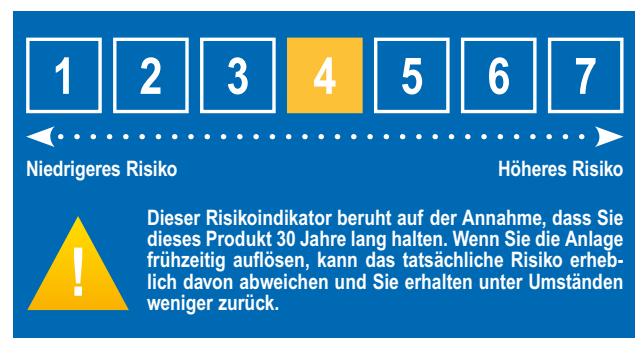 1 2 3 4 5 6 7
Niedrigeres Risiko Höheres Risiko
Dieser Risikoindikator beruht auf der Annahme, dass Sie
dieses Produkt 30 Jahre lang halten. Wenn Sie die Anlage
frühzeitig auflösen, kann das tatsächliche Risiko erheb-
lich davon abweichen und Sie erhalten unter Umständen
weniger zurück.
!